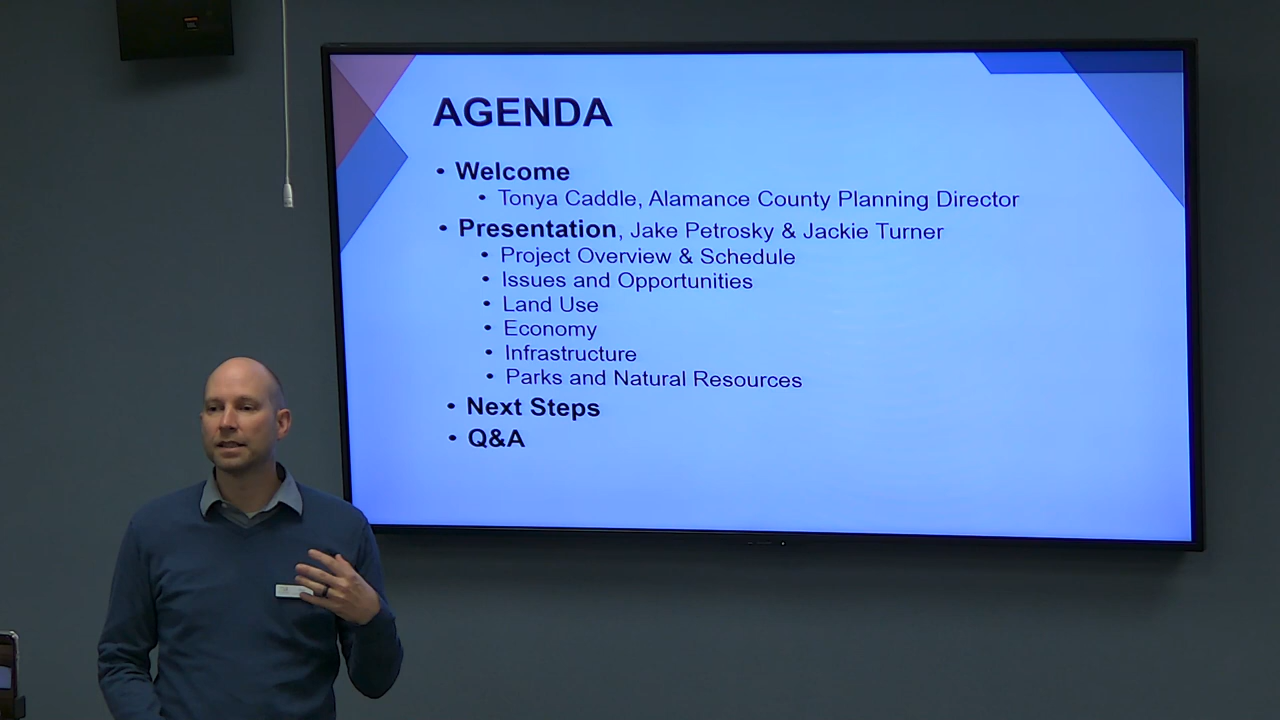 AGENDA
• Welcome
• Tonya Caddle, Alamance County Planning Director
• Presentation, Jake Petrosky & Jackie Turner
• Project Overview & Schedule
• Issues and Opportunities
• Land Use
• Economy
• Infrastructure
• Parks and Natural Resources
• Next Steps
• Q&A